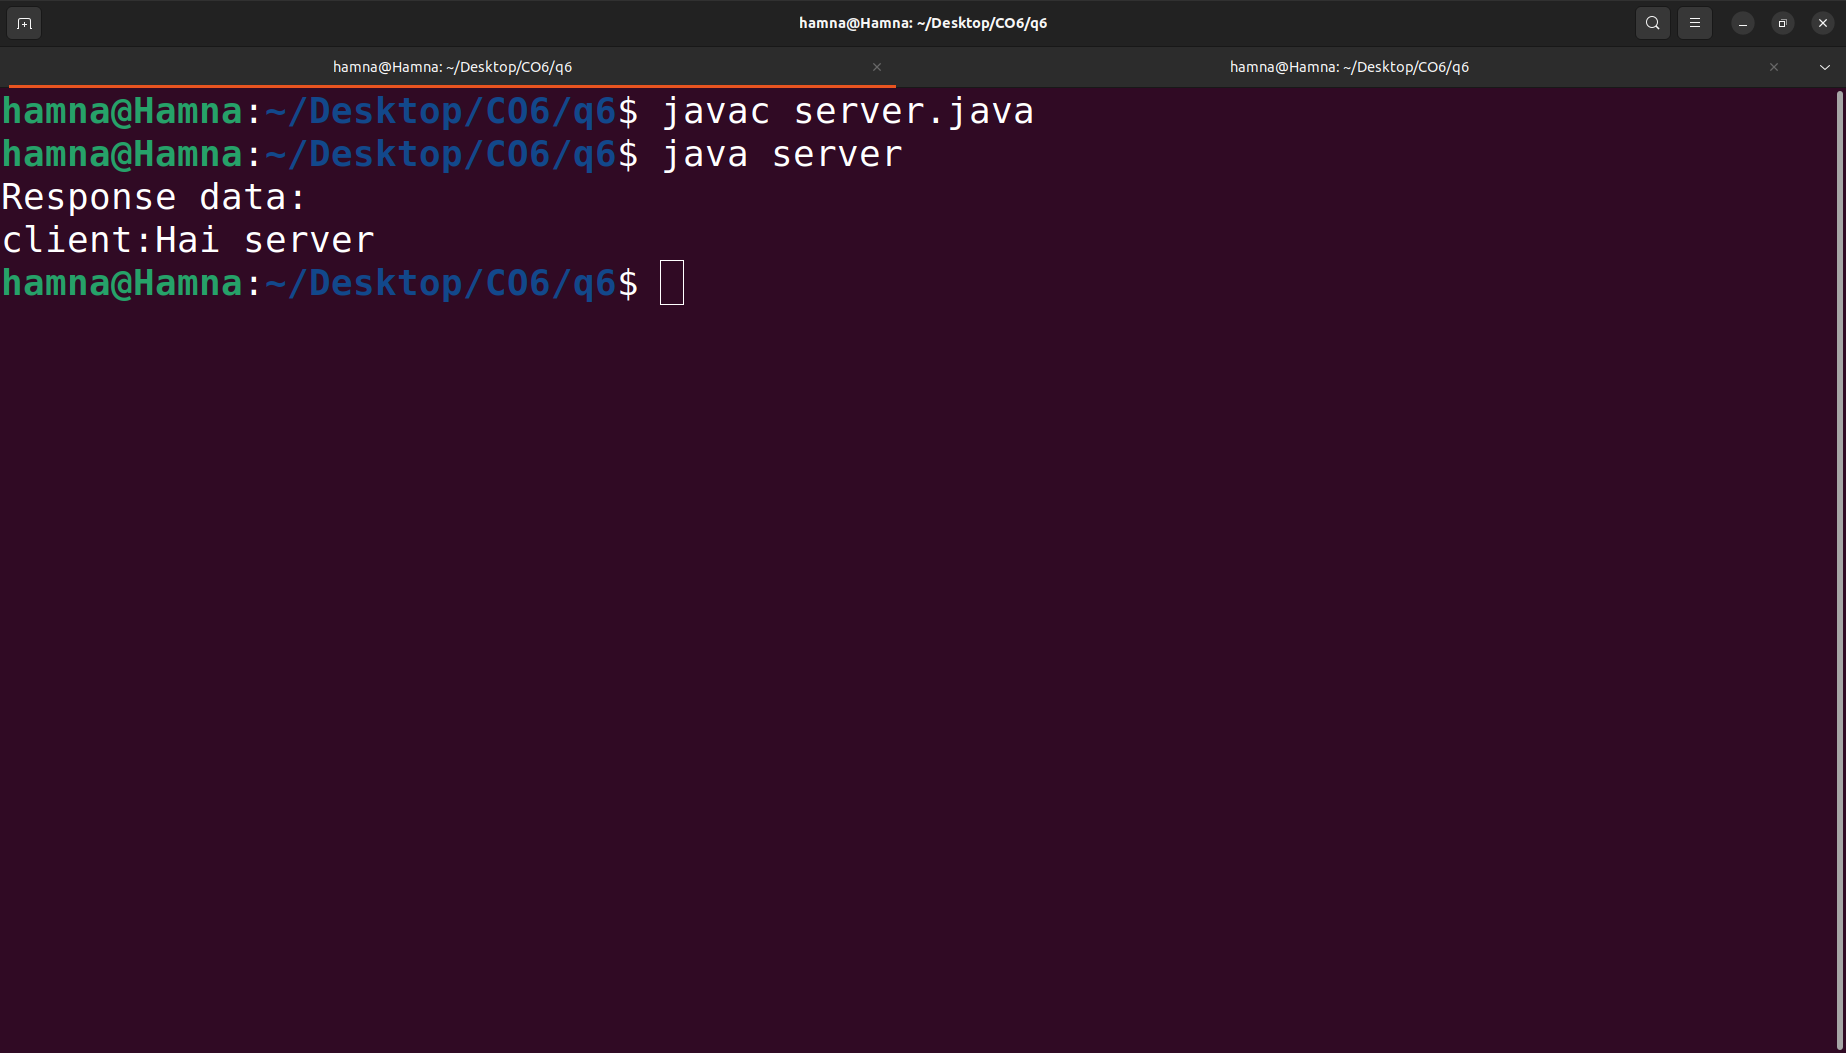 hamna@Hamna: ~/Desktop/CO6/q6
hamna@Hamna: ~/Desktop/CO6/q6
hamna@Hamna: ~/Desktop/CO6/q6
hamna@Hamna:~/Desktop/CO6/q6$ javac server.java
hamna@Hamna:~/Desktop/CO6/q6$ java server
Response data:
client:Hai server
hamna@Hamna:~/Desktop/CO6/q6$